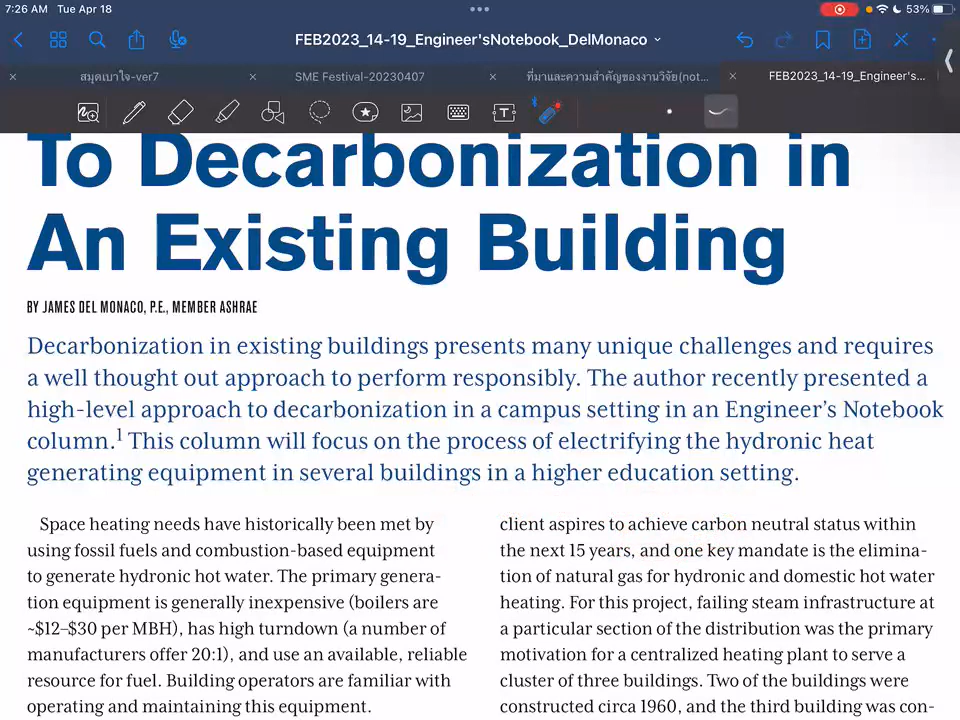 7:26 AM Tue Apr 18
53%
FEB2023_14-19_Engineer'sNotebook_DelMonaco
สมุดเบาใจ-ver7
SME Festival-20230407
ที่มาและความสำคัญของงานวิจัย(not...
FEB2023_14-19_Engineer's...
To Decarbonization in
An Existing Building
BY JAMES DEL MONACO, P.E., MEMBER ASHRAE
Decarbonization in existing buildings presents many unique challenges and requires
a well thought out approach to perform responsibly. The author recently presented a
high-level approach to decarbonization in a campus setting in an Engineer's Notebook
column.1 This column will focus on the process of electrifying the hydronic heat
generating equipment in several buildings in a higher education setting.
Space heating needs have historically been met by
using fossil fuels and combustion-based equipment
to generate hydronic hot water. The primary genera-
tion equipment is generally inexpensive (boilers are
~$12–$30 per MBH), has high turndown (a number of
manufacturers offer 20:1), and use an available, reliable
resource for fuel. Building operators are familiar with
operating and maintaining this equipment.
client aspires to achieve carbon neutral status within
the next 15 years, and one key mandate is the elimina-
tion of natural gas for hydronic and domestic hot water
heating. For this project, failing steam infrastructure at
a particular section of the distribution was the primary
motivation for a centralized heating plant to serve a
cluster of three buildings. Two of the buildings were
constructed circa 1960, and the third building was con-